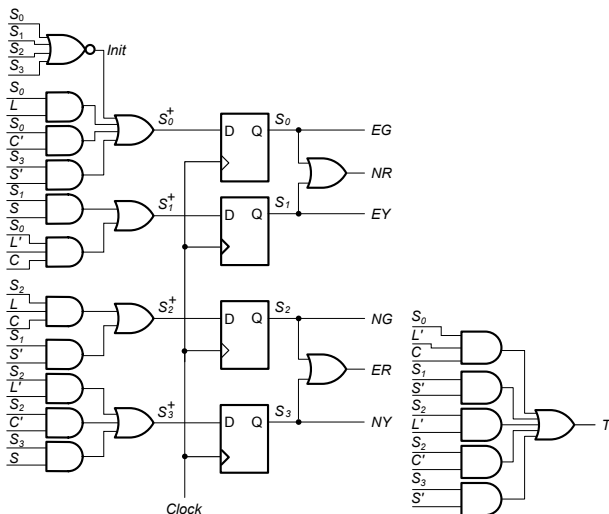 S0
S1
S2
S3
Init
S0
L
S0
C'
S3
S'
S0+
D Q
S0
EG
NR
S1
S
S0
L'
C
S1+
D Q
S1
EY
S2
L
C
S1
S'
S2+
D Q
S2
NG
ER
S2
L'
S2
C'
S3
S
S3+
D Q
S3
NY
Clock
S0
L'
C
S1
S'
S2
L'
S2
C'
S3
S'
T